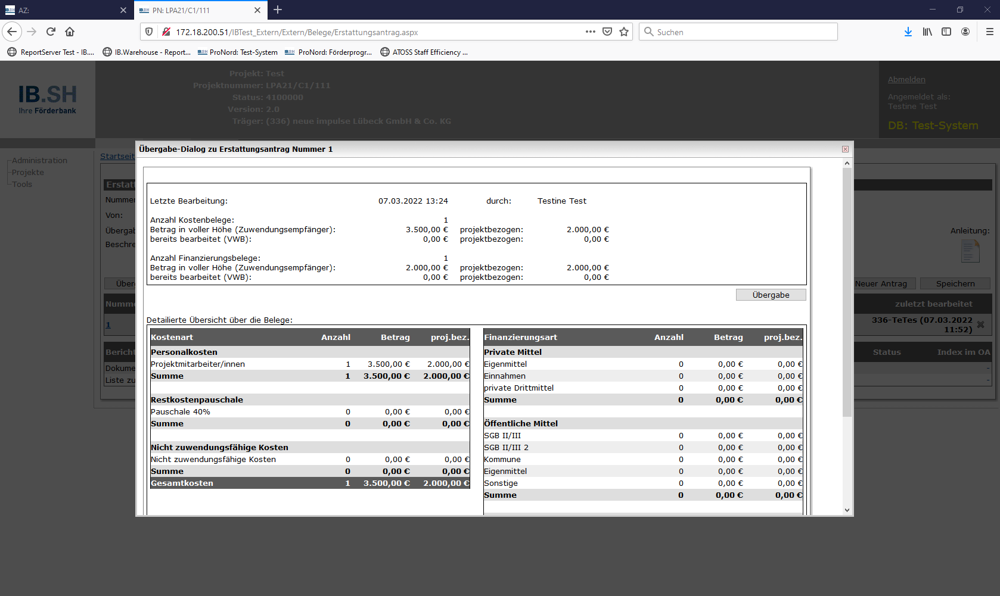 AZ:
PN: LPA21/C1/111
172.18.200.51/IBTest_Extern/Extern/Belege/Erstattungsantrag.aspx
Suchen
ReportServer Test - IB....
IB.Warehouse - Report...
ProNord: Test-System
ProNord: Förderprogr...
ATOSS Staff Efficiency ...
IB.SH
Ihre Förderbank
Projekt: Test
Projektnummer: LPA21/C1/111
Status: 4100000
Version: 2.0
Träger: (336) neue impulse Lübeck GmbH & Co. KG
Abmelden
Angemeldet als:
Testine Test
DB: Test-System
Administration
Projekte
Tools
Startseit
Erstatt
Nummer
Von:
Übergab
Beschre
Anleitung:
Über
Neuer Antrag
Speichern
Numme
zuletzt bearbeitet
1
336-TeTes (07.03.2022
11:52)
Bericht
Status
Index im OA
Dokume
-
Liste zu
-
Übergabe-Dialog zu Erstattungsantrag Nummer 1
Letzte Bearbeitung: 07.03.2022 13:24 durch: Testine Test
Anzahl Kostenbelege: 1
Betrag in voller Höhe (Zuwendungsempfänger): 3.500,00 € projektbezogen: 2.000,00 €
bereits bearbeitet (VWB): 0,00 € projektbezogen: 0,00 €
Anzahl Finanzierungsbelege: 1
Betrag in voller Höhe (Zuwendungsempfänger): 2.000,00 € projektbezogen: 2.000,00 €
bereits bearbeitet (VWB): 0,00 € projektbezogen: 0,00 €
Übergabe
Detailierte Übersicht über die Belege:
Kostenart Anzahl Betrag proj.bez.
Personalkosten
Projektmitarbeiter/innen 1 3.500,00 € 2.000,00 €
Summe 1 3.500,00 € 2.000,00 €
Restkostenpauschale
Pauschale 40% 0 0,00 € 0,00 €
Summe 0 0,00 € 0,00 €
Nicht zuwendungsfähige Kosten
Nicht zuwendungsfähige Kosten 0 0,00 € 0,00 €
Summe 0 0,00 € 0,00 €
Gesamtkosten 1 3.500,00 € 2.000,00 €
Finanzierungsart Anzahl Betrag proj.bez.
Private Mittel
Eigenmittel 0 0,00 € 0,00 €
Einnahmen 0 0,00 € 0,00 €
private Drittmittel 0 0,00 € 0,00 €
Summe 0 0,00 € 0,00 €
Öffentliche Mittel
SGB II/III 0 0,00 € 0,00 €
SGB II/III 2 0 0,00 € 0,00 €
Kommune 0 0,00 € 0,00 €
Eigenmittel 0 0,00 € 0,00 €
Sonstige 0 0,00 € 0,00 €
Summe 0 0,00 € 0,00 €